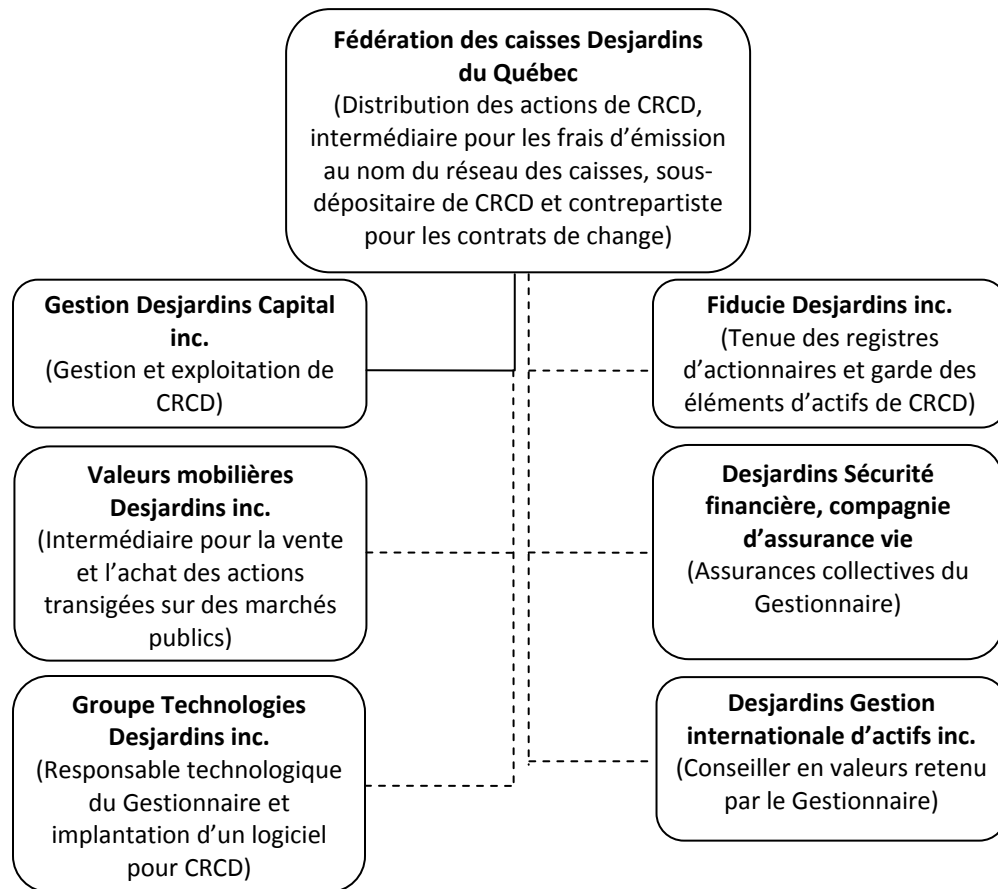 Fédération des caisses Desjardins
du Québec
(Distribution des actions de CRCD,
intermédiaire pour les frais d’émission
au nom du réseau des caisses, sous-
dépositaire de CRCD et contrepartiste
pour les contrats de change)
Gestion Desjardins Capital
inc.
(Gestion et exploitation de
CRCD)
Fiducie Desjardins inc.
(Tenue des registres
d’actionnaires et garde des
éléments d’actifs de CRCD)
Valeurs mobilières
Desjardins inc.
(Intermédiaire pour la vente
et l’achat des actions
transigées sur des marchés
publics)
Desjardins Sécurité
financière, compagnie
d’assurance vie
(Assurances collectives du
Gestionnaire)
Groupe Technologies
Desjardins inc.
(Responsable technologique
du Gestionnaire et
implantation d’un logiciel
pour CRCD)
Desjardins Gestion
internationale d’actifs inc.
(Conseiller en valeurs retenu
par le Gestionnaire)